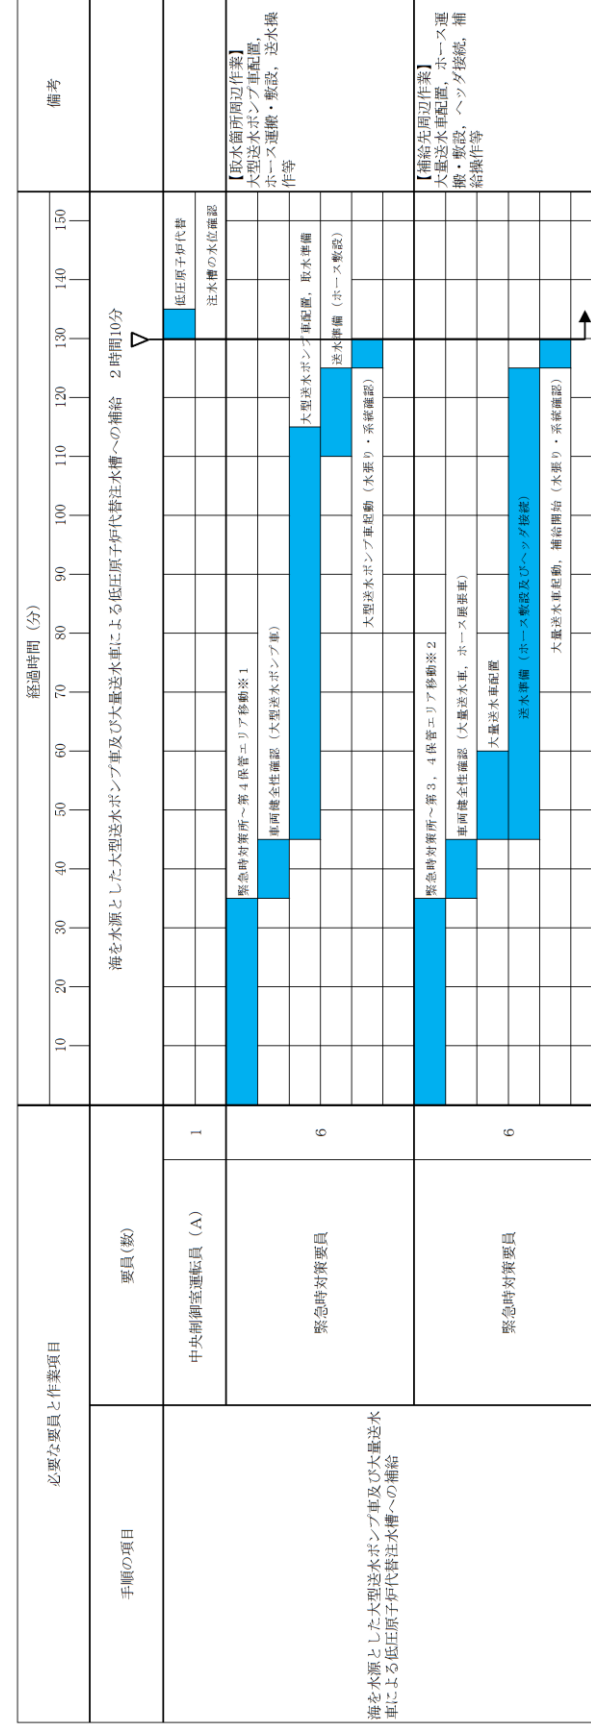 必要な要員と作業項目
経過時間（分）
備考
手順の項目
要員(数)
10
20
30
40
50
60
70
80
90
100
110
120
130
140
150
海を水源とした大型送水ポンプ車及び大量送水車による低圧原子炉代替注水槽への補給　2時間10分
海を水源とした大型送水ポンプ車及び大量送水
車による低圧原子炉代替注水槽への補給
中央制御室運転員（A）
1
低圧原子炉代替
注水槽の水位確認
緊急時対策要員
6
緊急時対策所～第４保管エリア移動※１
車両健全性確認（大型送水ポンプ車）
大型送水ポンプ車配置，取水準備
送水準備（ホース敷設）
大型送水ポンプ車起動（水張り・系統確認）
【取水箇所周辺作業】
大型送水ポンプ車配置，
ホース運搬・敷設，送水操
作等
緊急時対策要員
6
緊急時対策所～第３，４保管エリア移動※２
車両健全性確認（大量送水車，ホース展張車）
大量送水車配置
送水準備（ホース敷設及びヘッダ接続）
大量送水車起動，補給開始（水張り・系統確認）
【補給先周辺作業】
大量送水車配置，ホース運
搬・敷設，ヘッダ接続，補
給操作等